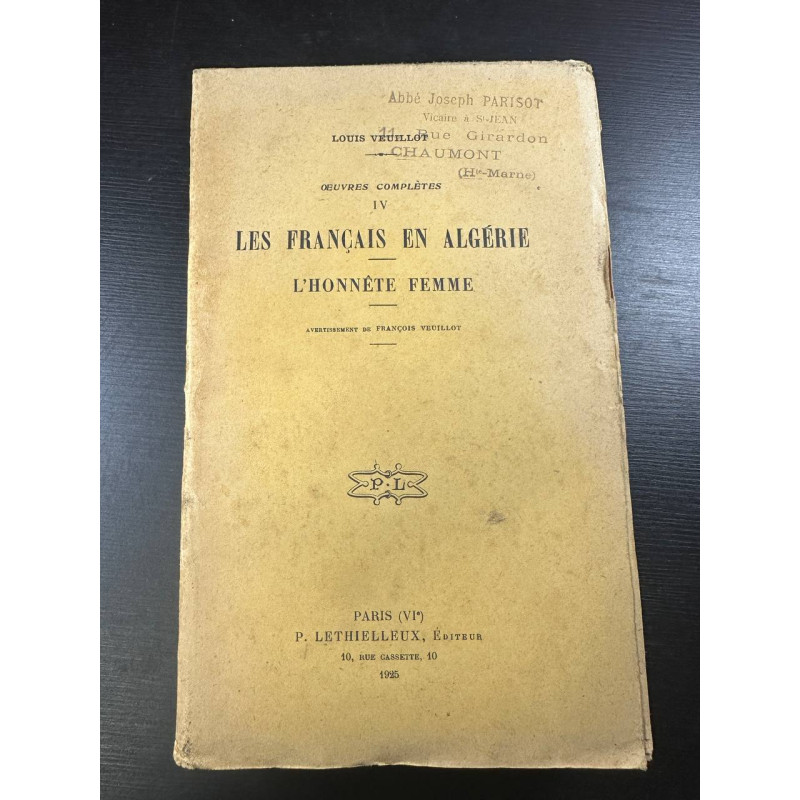 Abbé Joseph PARISOT
Vicaire à St-JEAN
11, Rue Girardon
CHAUMONT
(Hte-Marne)
LOUIS VEUILLOT
ŒUVRES COMPLÈTES
IV
LES FRANÇAIS EN ALGÉRIE
L'HONNÊTE FEMME
AVERTISSEMENT DE FRANÇOIS VEUILLOT
P·L
PARIS (VIe)
P. LETHIELLEUX, ÉDITEUR
10, RUE CASSETTE, 10
1925